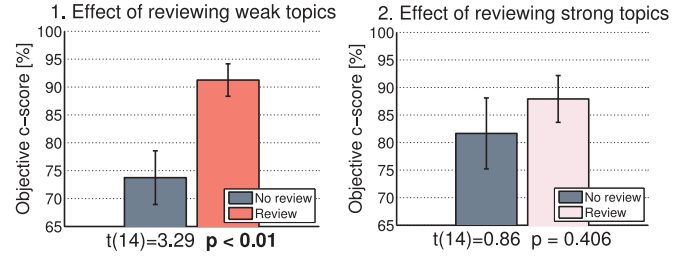 1. Effect of reviewing weak topics
Objective c-score [%]
100
95
90
85
80
75
70
65
No review
Review
t(14)=3.29 p < 0.01
2. Effect of reviewing strong topics
Objective c-score [%]
100
95
90
85
80
75
70
65
No review
Review
t(14)=0.86 p = 0.406